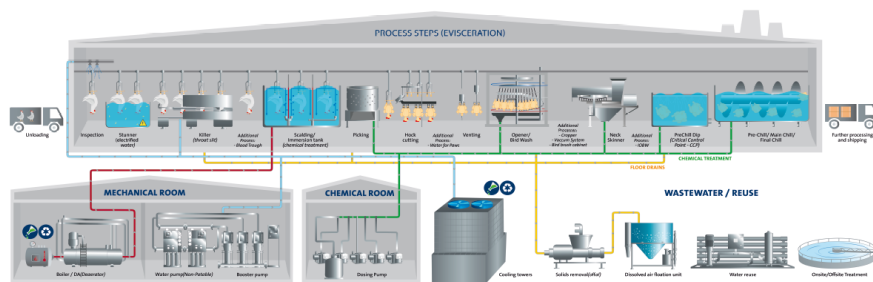 PROCESS STEPS (EVISCERATION)
Unloading
Inspection
Stunner
(electrified
water)
Killer
(throat slit)
Additional
Process:
- Blood Trough
Scalding/
Immersion tank
(chemical treatment)
Picking
Hock
cutting
Additional
Process:
- Water for Paws
Venting
Opener/
Bird Wash
Additional
Processes:
- Cropper
- Vacuum System
- Bird brush cabinet
Neck
Skinner
Additional
Process:
- IOBW
PreChill Dip
(Critical Control
Point - CCP)
Pre-Chill/ Main Chill/
Final Chill
Further processing
and shipping
CHEMICAL TREATMENT
FLOOR DRAINS
MECHANICAL ROOM
Boiler / DA(Deaerator)
Water pump(Non-Potable)
Booster pump
CHEMICAL ROOM
Dosing Pump
Cooling towers
WASTEWATER / REUSE
Solids removal(offal)
Dissolved air flotation unit
Water reuse
Onsite/Offsite Treatment